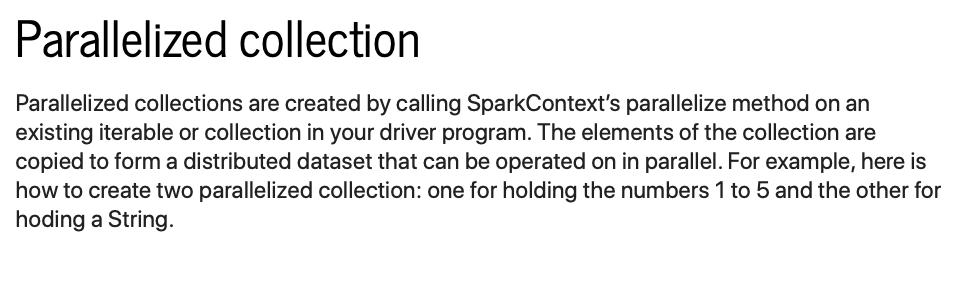 Parallelized collection
Parallelized collections are created by calling SparkContext’s parallelize method on an
existing iterable or collection in your driver program. The elements of the collection are
copied to form a distributed dataset that can be operated on in parallel. For example, here is
how to create two parallelized collection: one for holding the numbers 1 to 5 and the other for
hoding a String.